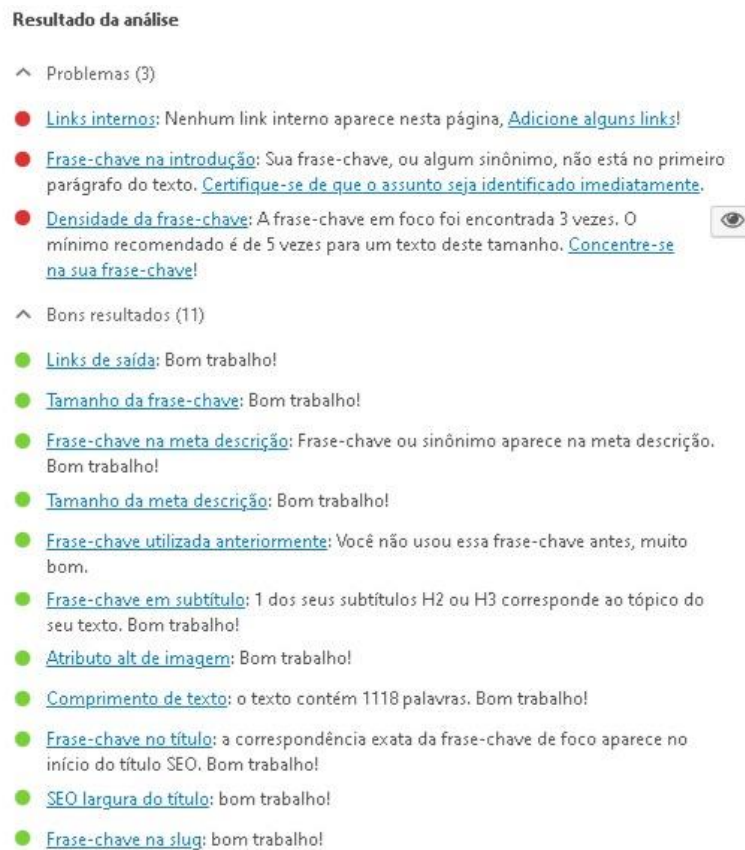 Resultado da análise
Problemas (3)
Links internos: Nenhum link interno aparece nesta página, Adicione alguns links!
Frase-chave na introdução: Sua frase-chave, ou algum sinônimo, não está no primeiro
parágrafo do texto. Certifique-se de que o assunto seja identificado imediatamente.
Densidade da frase-chave: A frase-chave em foco foi encontrada 3 vezes. O
mínimo recomendado é de 5 vezes para um texto deste tamanho. Concentre-se
na sua frase-chave!
Bons resultados (11)
Links de saída: Bom trabalho!
Tamanho da frase-chave: Bom trabalho!
Frase-chave na meta descrição: Frase-chave ou sinônimo aparece na meta descrição.
Bom trabalho!
Tamanho da meta descrição: Bom trabalho!
Frase-chave utilizada anteriormente: Você não usou essa frase-chave antes, muito
bom.
Frase-chave em subtítulo: 1 dos seus subtítulos H2 ou H3 corresponde ao tópico do
seu texto. Bom trabalho!
Atributo alt de imagem: Bom trabalho!
Comprimento de texto: o texto contém 1118 palavras. Bom trabalho!
Frase-chave no título: a correspondência exata da frase-chave de foco aparece no
início do título SEO. Bom trabalho!
SEO largura do título: bom trabalho!
Frase-chave na slug: bom trabalho!